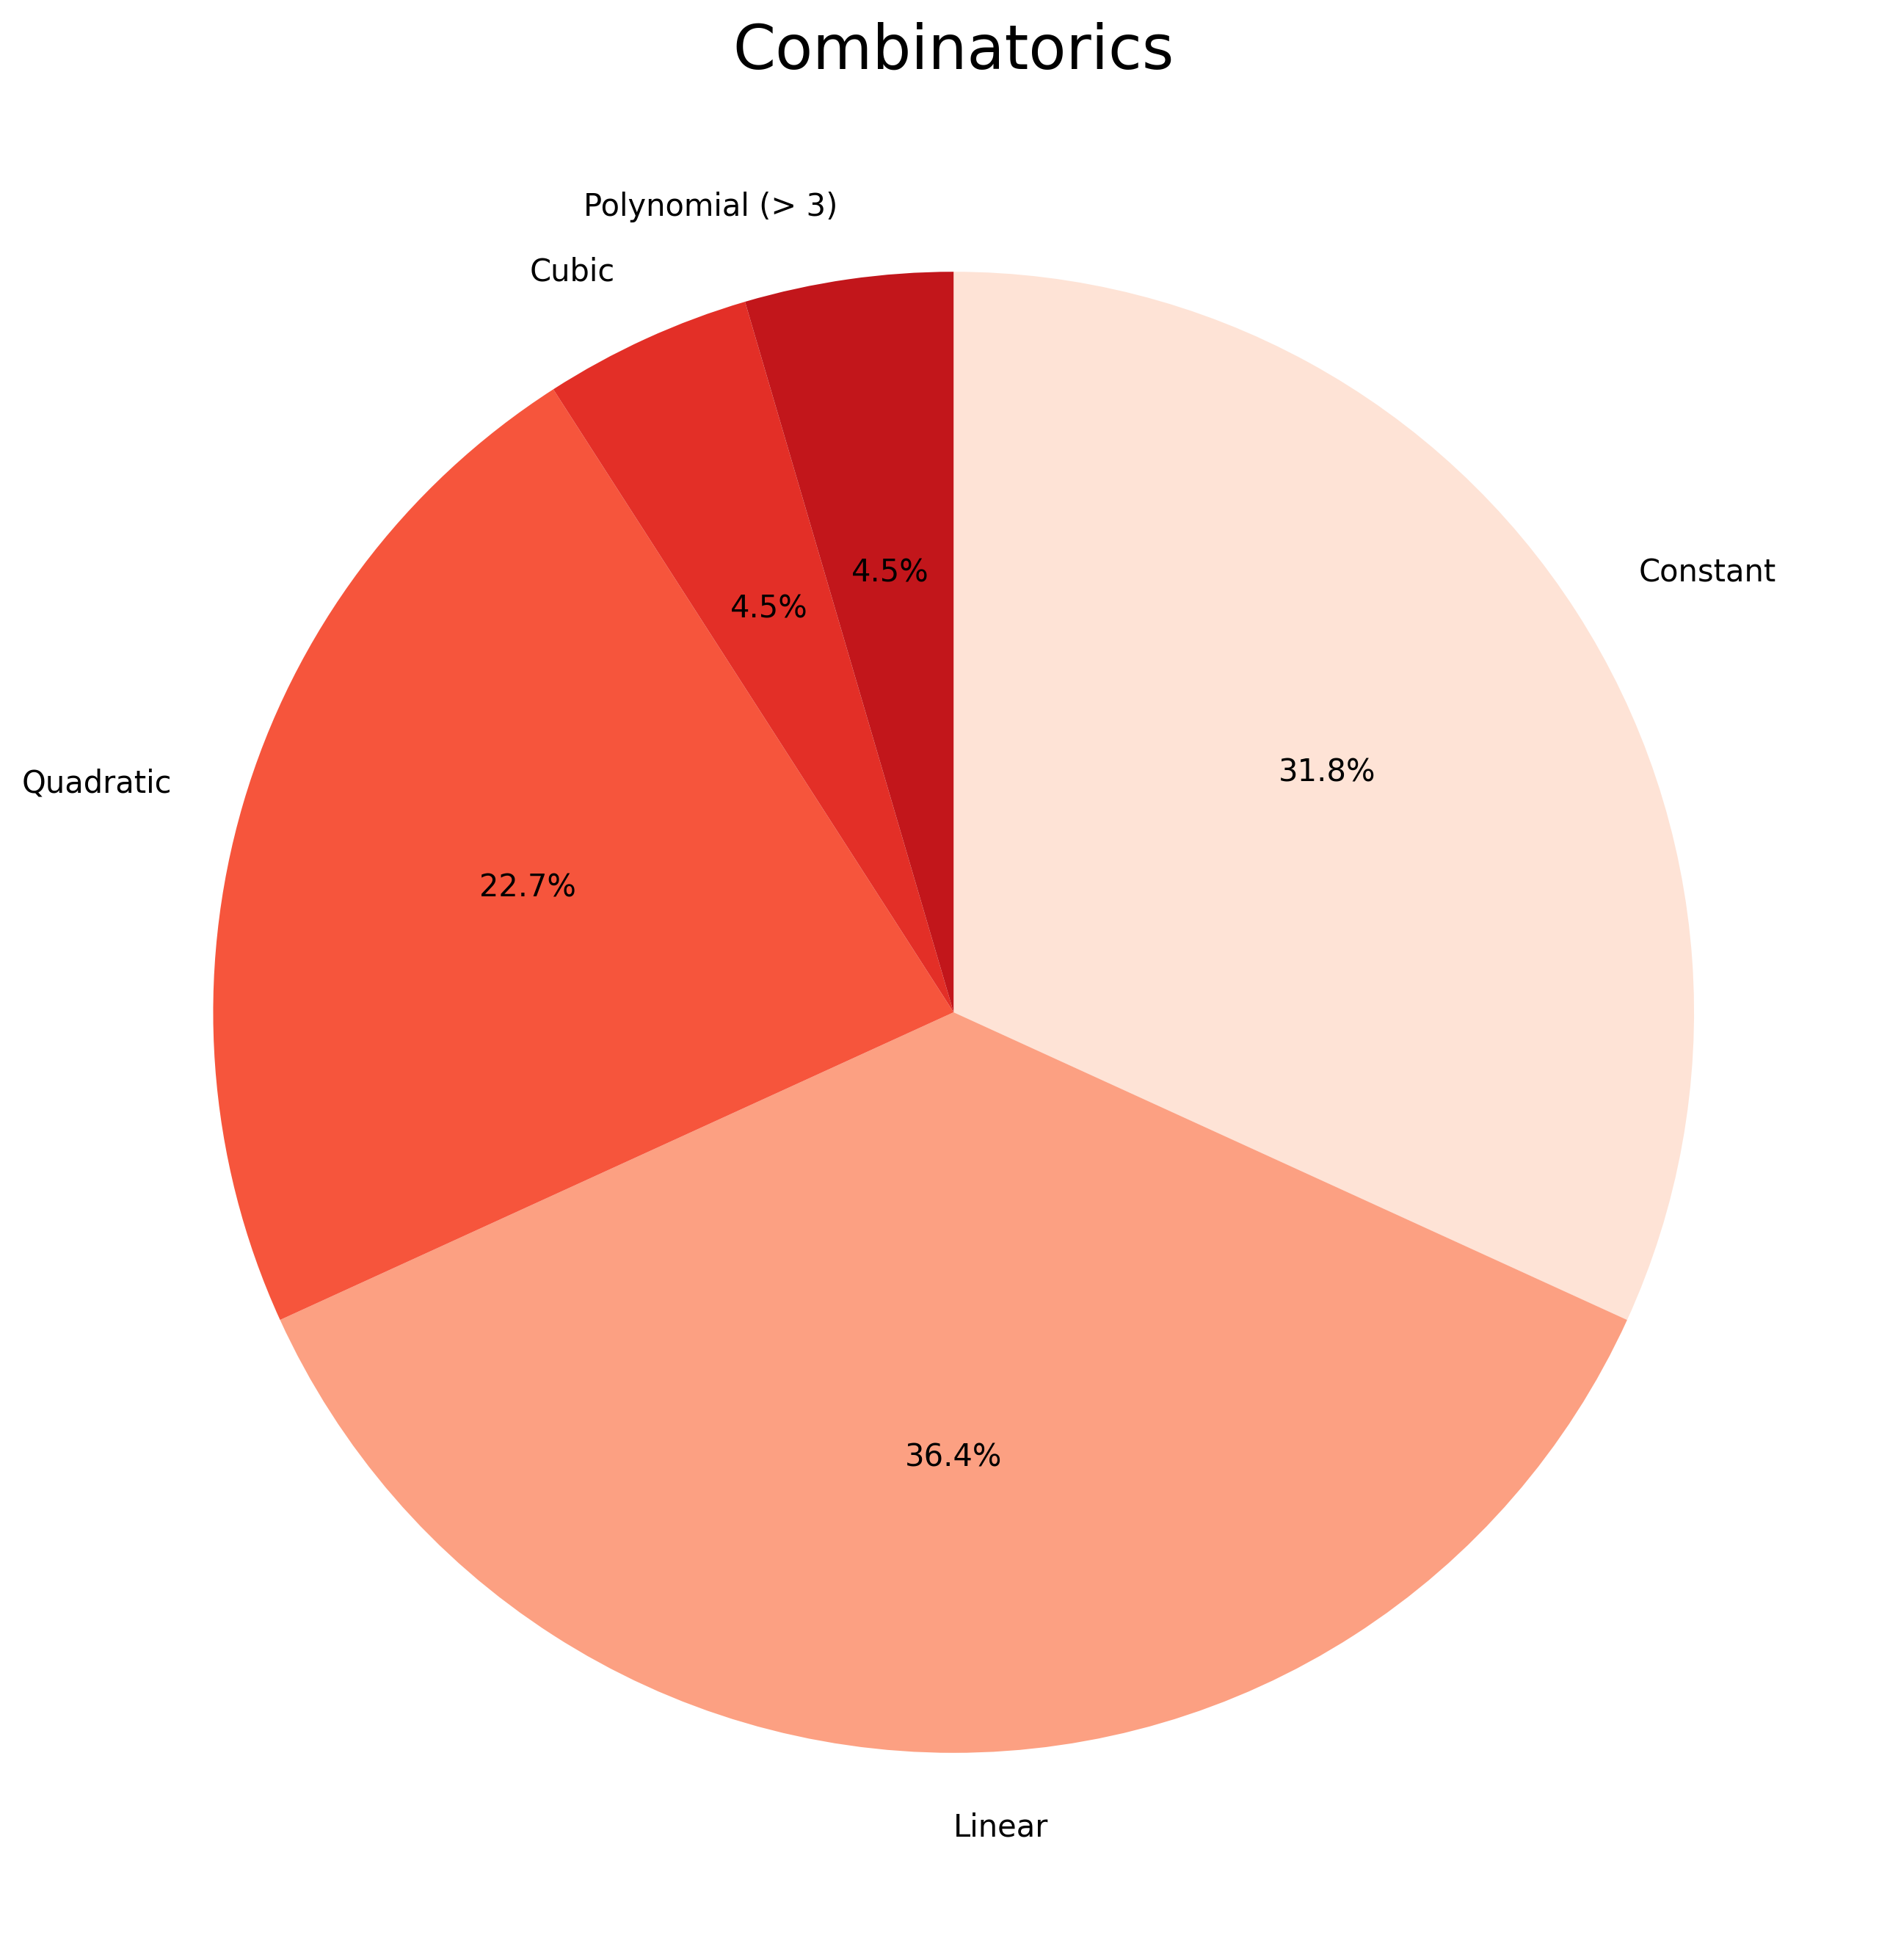 Combinatorics
Polynomial (> 3)
Cubic
Constant
4.5%
4.5%
31.8%
Quadratic
22.7%
36.4%
Linear